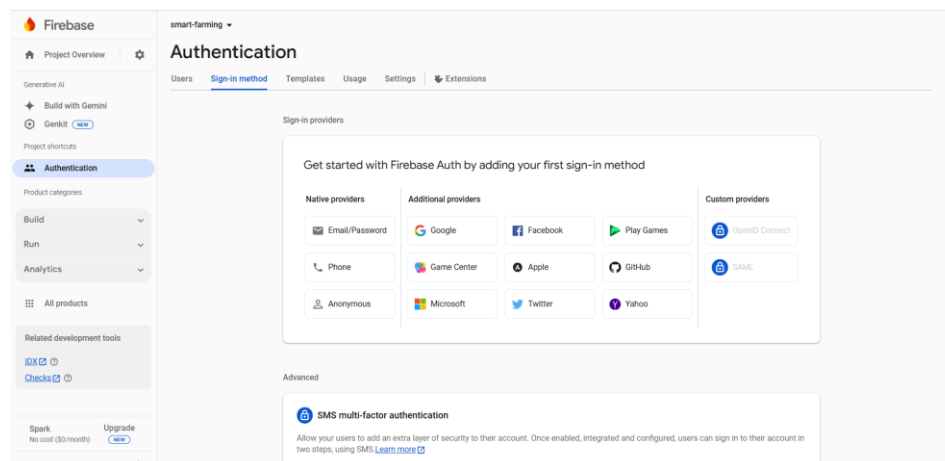 Firebase
Project Overview
Generative AI
Build with Gemini
Genkit NEW
Project shortcuts
Authentication
Product categories
Build
Run
Analytics
All products
Related development tools
IDX
Checks
Spark
No cost ($0/month)
Upgrade
NEW
smart-farming
Authentication
Users Sign-in method Templates Usage Settings Extensions
Sign-in providers
Get started with Firebase Auth by adding your first sign-in method
Native providers Additional providers Custom providers
Email/Password Google Facebook Play Games OpenID Connect
Phone Game Center Apple GitHub SAML
Anonymous Microsoft Twitter Yahoo
Advanced
SMS multi-factor authentication
Allow your users to add an extra layer of security to their account. Once enabled, integrated and configured, users can sign in to their account in
two steps, using SMS. Learn more